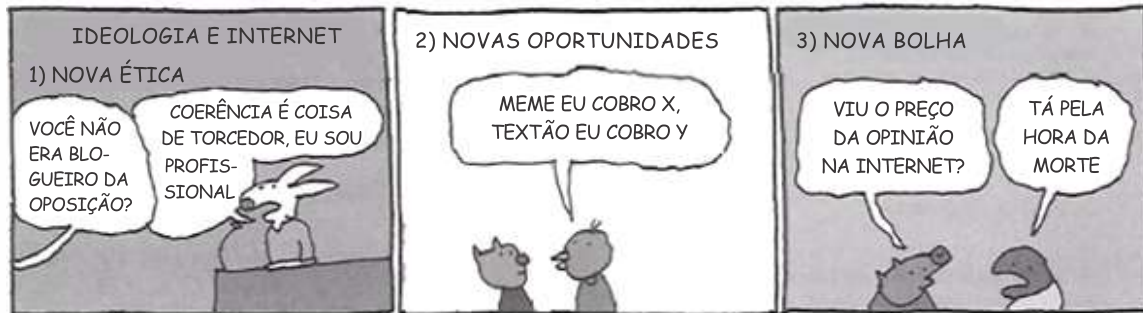 IDEOLOGIA E INTERNET
1) NOVA ÉTICA
VOCÊ NÃO
ERA BLO-
GUEIRO DA
OPOSIÇÃO?
COERÊNCIA É COISA
DE TORCEDOR, EU SOU
PROFIS-
SIONAL
2) NOVAS OPORTUNIDADES
MEME EU COBRO X,
TEXTÃO EU COBRO Y
3) NOVA BOLHA
VIU O PREÇO
DA OPINIÃO
NA INTERNET?
TÁ PELA
HORA DA
MORTE